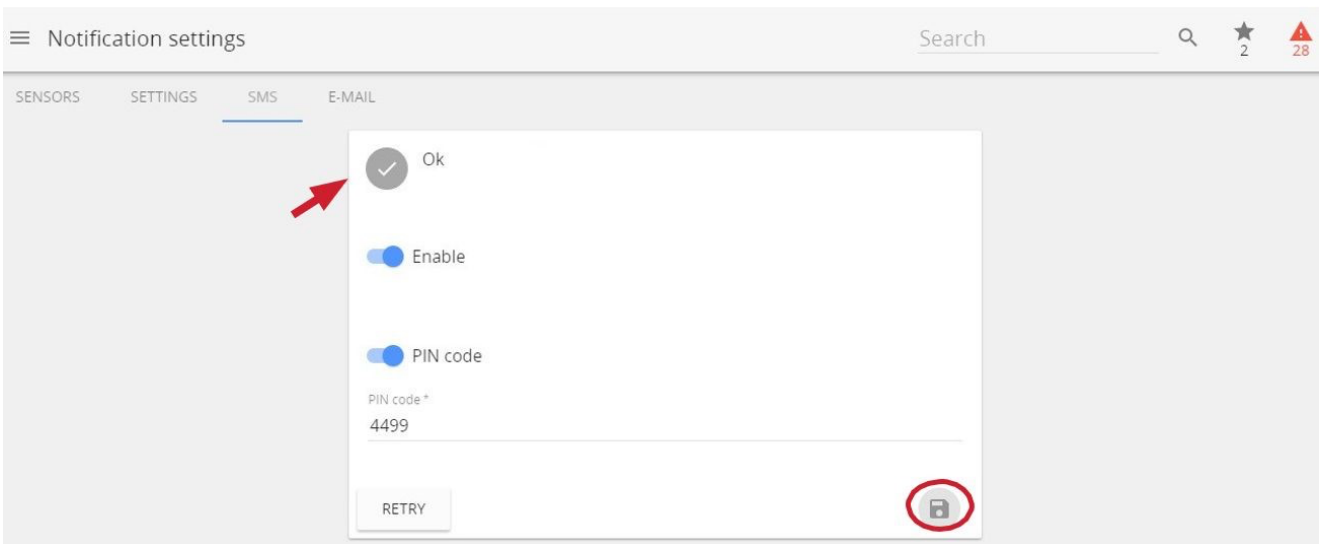 Notification settings
Search
2
28
SENSORS SETTINGS SMS E-MAIL
Ok
Enable
PIN code
PIN code *
4499
RETRY